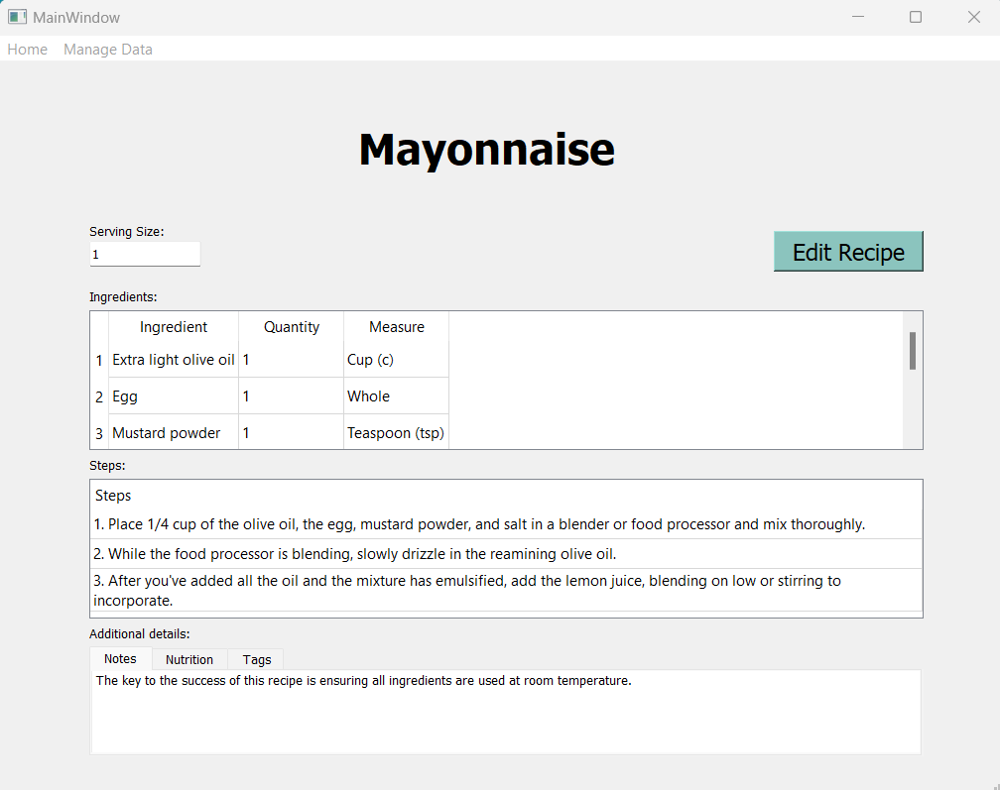 MainWindow
Home Manage Data
Mayonnaise
Serving Size:
1
Edit Recipe
Ingredients:
Ingredient Quantity Measure
1 Extra light olive oil 1 Cup (c)
2 Egg 1 Whole
3 Mustard powder 1 Teaspoon (tsp)
Steps:
Steps
1. Place 1/4 cup of the olive oil, the egg, mustard powder, and salt in a blender or food processor and mix thoroughly.
2. While the food processor is blending, slowly drizzle in the reamining olive oil.
3. After you've added all the oil and the mixture has emulsified, add the lemon juice, blending on low or stirring to
incorporate.
Additional details:
Notes Nutrition Tags
The key to the success of this recipe is ensuring all ingredients are used at room temperature.